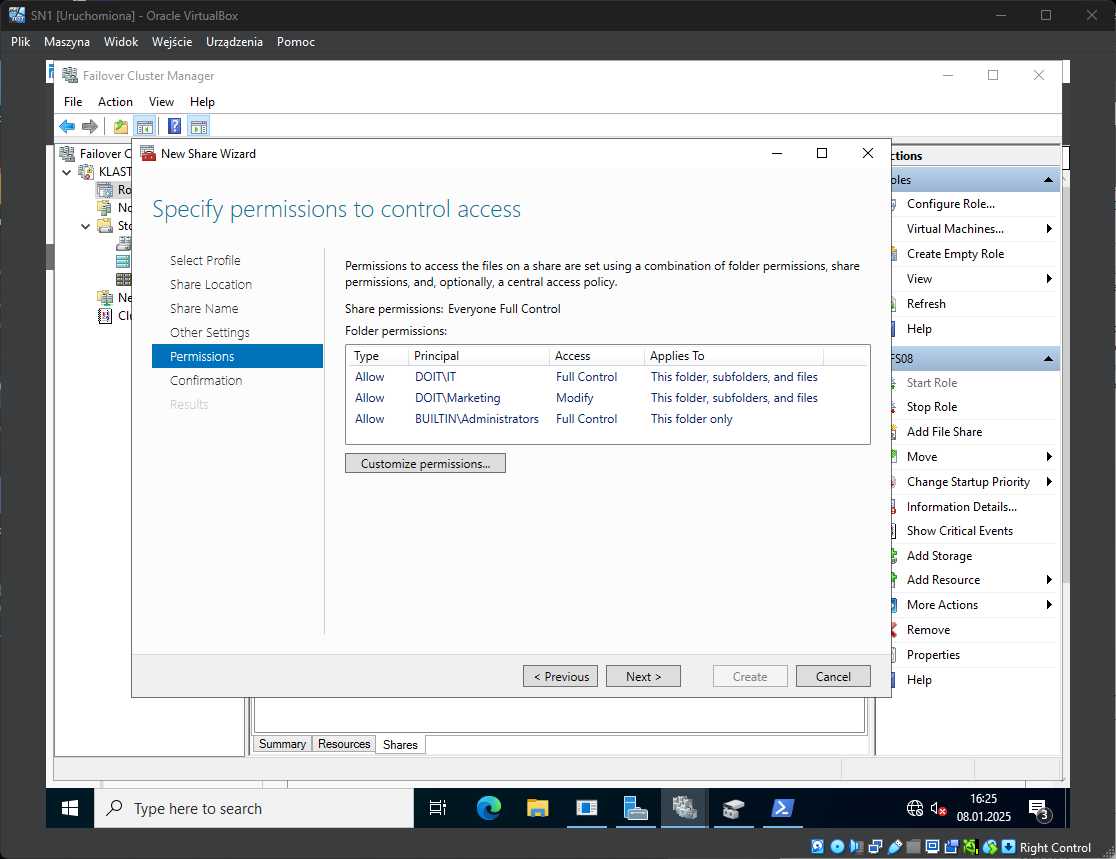 SN1 [Uruchomiona] - Oracle VirtualBox
Plik Maszyna Widok Wejście Urządzenia Pomoc
Failover Cluster Manager
File Action View Help
Failover C
KLAST
Ro
No
Sto
Ne
Clu
New Share Wizard
Specify permissions to control access
Select Profile
Share Location
Share Name
Other Settings
Permissions
Confirmation
Results
Permissions to access the files on a share are set using a combination of folder permissions, share
permissions, and, optionally, a central access policy.
Share permissions: Everyone Full Control
Folder permissions:
Type Principal Access Applies To
Allow DOIT\IT Full Control This folder, subfolders, and files
Allow DOIT\Marketing Modify This folder, subfolders, and files
Allow BUILTIN\Administrators Full Control This folder only
Customize permissions...
< Previous Next > Create Cancel
ctions
oles
Configure Role...
Virtual Machines...
Create Empty Role
View
Refresh
Help
FS08
Start Role
Stop Role
Add File Share
Move
Change Startup Priority
Information Details...
Show Critical Events
Add Storage
Add Resource
More Actions
Remove
Properties
Help
Summary Resources Shares
Type here to search
16:25
08.01.2025
3
Right Control